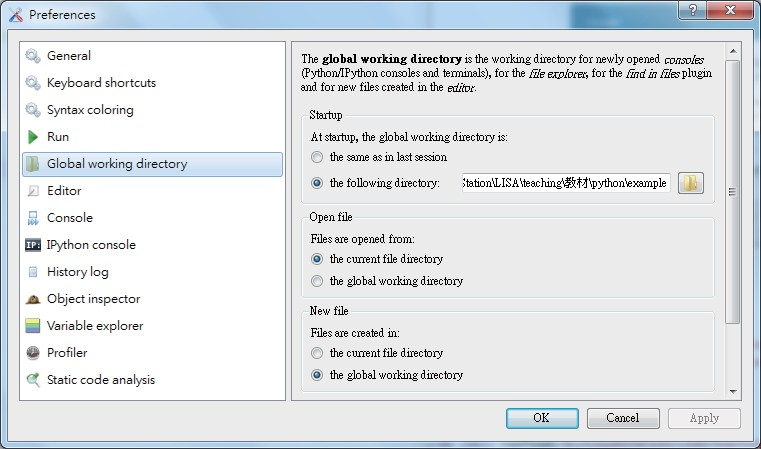 Preferences
General
Keyboard shortcuts
Syntax coloring
Run
Global working directory
Editor
Console
IP:
IPython console
History log
Object inspector
Variable explorer
Profiler
Static code analysis
The global working directory is the working directory for newly opened consoles
(Python/IPython consoles and terminals), for the file explorer, for the find in files plugin
and for new files created in the editor.
Startup
At startup, the global working directory is:
the same as in last session
the following directory: Station\LISA\teaching\教材\python\example
Open file
Files are opened from:
the current file directory
the global working directory
New file
Files are created in:
the current file directory
the global working directory
OK Cancel Apply